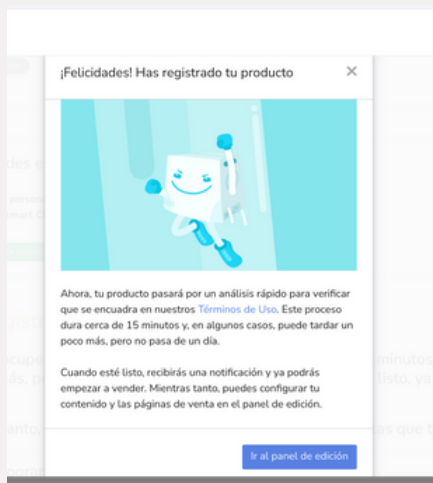 ¡Felicidades! Has registrado tu producto
Ahora, tu producto pasará por un análisis rápido para verificar
que se encuadra en nuestros Términos de Uso. Este proceso
dura cerca de 15 minutos y, en algunos casos, puede tardar un
poco más, pero no pasa de un día.
Cuando esté listo, recibirás una notificación y ya podrás
empezar a vender. Mientras tanto, puedes configurar tu
contenido y las páginas de venta en el panel de edición.
Ir al panel de edición